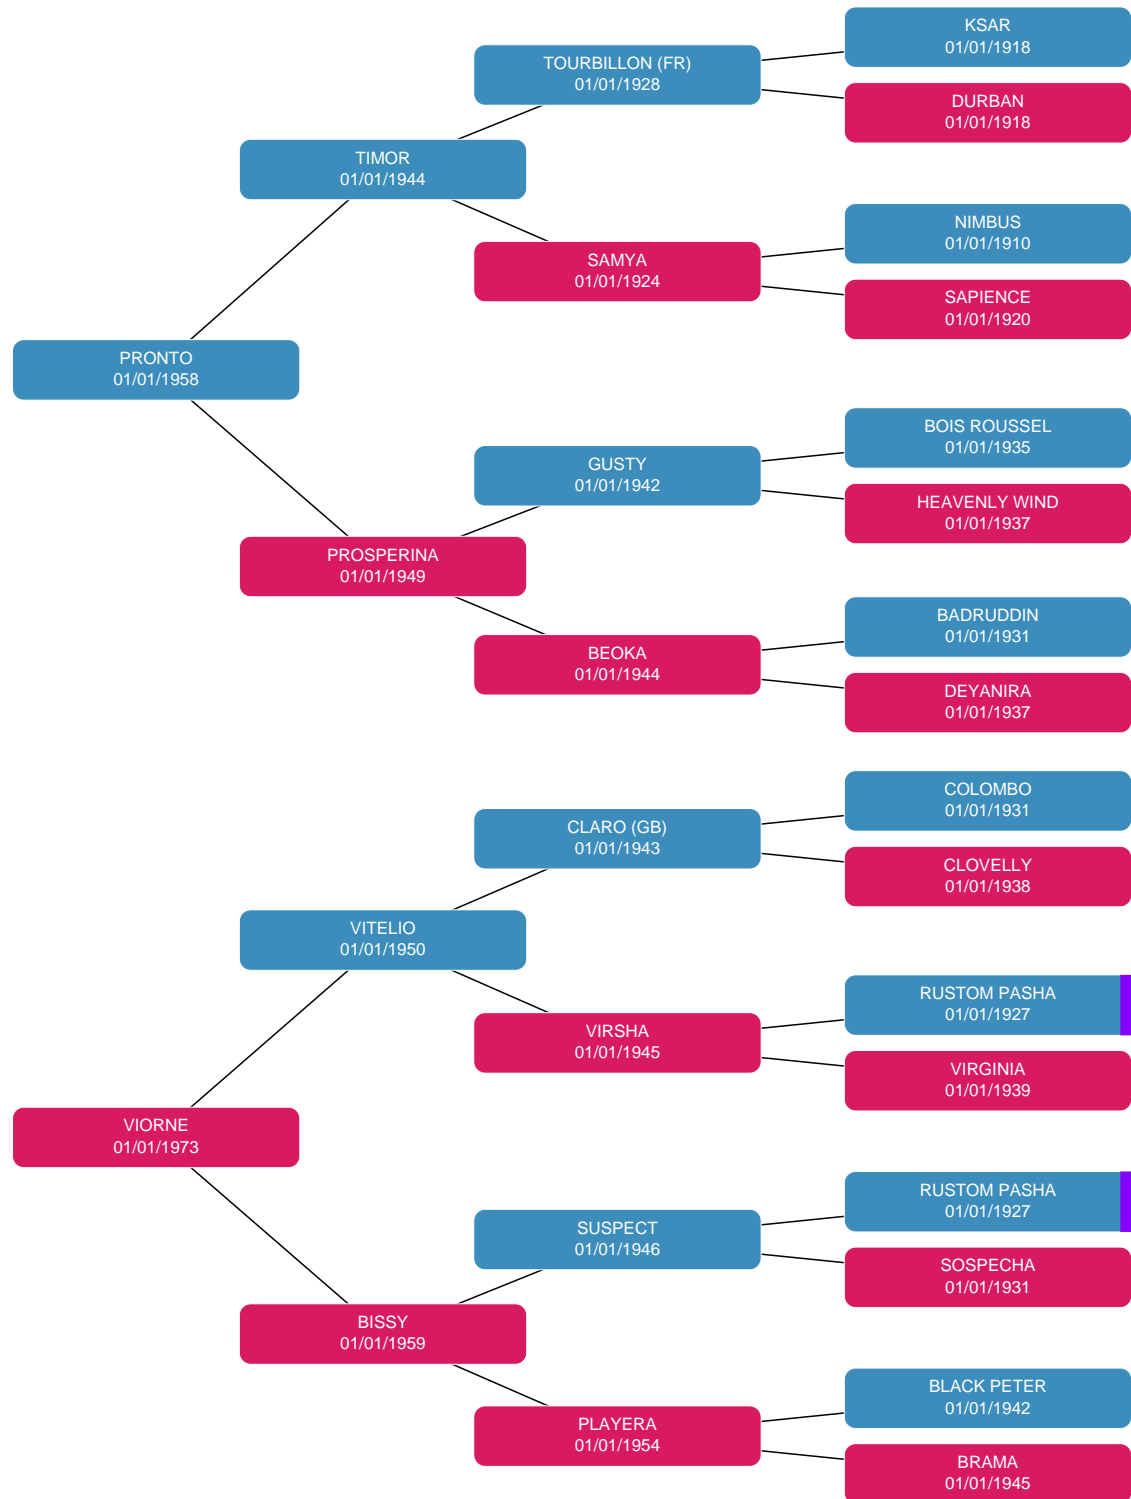 KSAR
01/01/1918
TOURBILLON (FR)
01/01/1928
DURBAN
01/01/1918
TIMOR
01/01/1944
NIMBUS
01/01/1910
SAMYA
01/01/1924
SAPIENCE
01/01/1920
PRONTO
01/01/1958
BOIS ROUSSEL
01/01/1935
GUSTY
01/01/1942
HEAVENLY WIND
01/01/1937
PROSPERINA
01/01/1949
BADRUDDIN
01/01/1931
BEOKA
01/01/1944
DEYANIRA
01/01/1937
COLOMBO
01/01/1931
CLARO (GB)
01/01/1943
CLOVELLY
01/01/1938
VITELIO
01/01/1950
RUSTOM PASHA
01/01/1927
VIRSHA
01/01/1945
VIRGINIA
01/01/1939
VIORNE
01/01/1973
RUSTOM PASHA
01/01/1927
SUSPECT
01/01/1946
SOSPECHA
01/01/1931
BISSY
01/01/1959
BLACK PETER
01/01/1942
PLAYERA
01/01/1954
BRAMA
01/01/1945